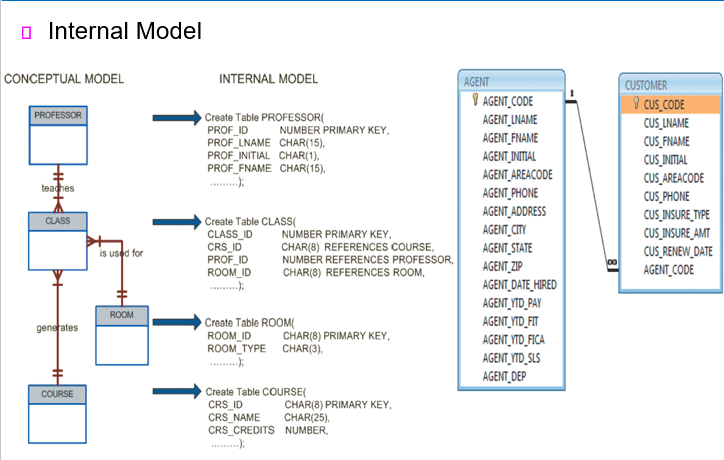 Internal Model
CONCEPTUAL MODEL
INTERNAL MODEL
PROFESSOR
teaches
CLASS
is used for
ROOM
generates
COURSE
Create Table PROFESSOR(
PROF_ID NUMBER PRIMARY KEY,
PROF_LNAME CHAR(15),
PROF_INITIAL CHAR(1),
PROF_FNAME CHAR(15),
.........);
Create Table CLASS(
CLASS_ID NUMBER PRIMARY KEY,
CRS_ID CHAR(8) REFERENCES COURSE,
PROF_ID NUMBER REFERENCES PROFESSOR,
ROOM_ID CHAR(8) REFERENCES ROOM,
.........);
Create Table ROOM(
ROOM_ID CHAR(8) PRIMARY KEY,
ROOM_TYPE CHAR(3),
.........);
Create Table COURSE(
CRS_ID CHAR(8) PRIMARY KEY,
CRS_NAME CHAR(25),
CRS_CREDITS NUMBER,
.........);
AGENT
AGENT_CODE
AGENT_LNAME
AGENT_FNAME
AGENT_INITIAL
AGENT_AREACODE
AGENT_PHONE
AGENT_ADDRESS
AGENT_CITY
AGENT_STATE
AGENT_ZIP
AGENT_DATE_HIRED
AGENT_YTD_PAY
AGENT_YTD_FIT
AGENT_YTD_FICA
AGENT_YTD_SLS
AGENT_DEP
1
∞
CUSTOMER
CUS_CODE
CUS_LNAME
CUS_FNAME
CUS_INITIAL
CUS_AREACODE
CUS_PHONE
CUS_INSURE_TYPE
CUS_INSURE_AMT
CUS_RENEW_DATE
AGENT_CODE